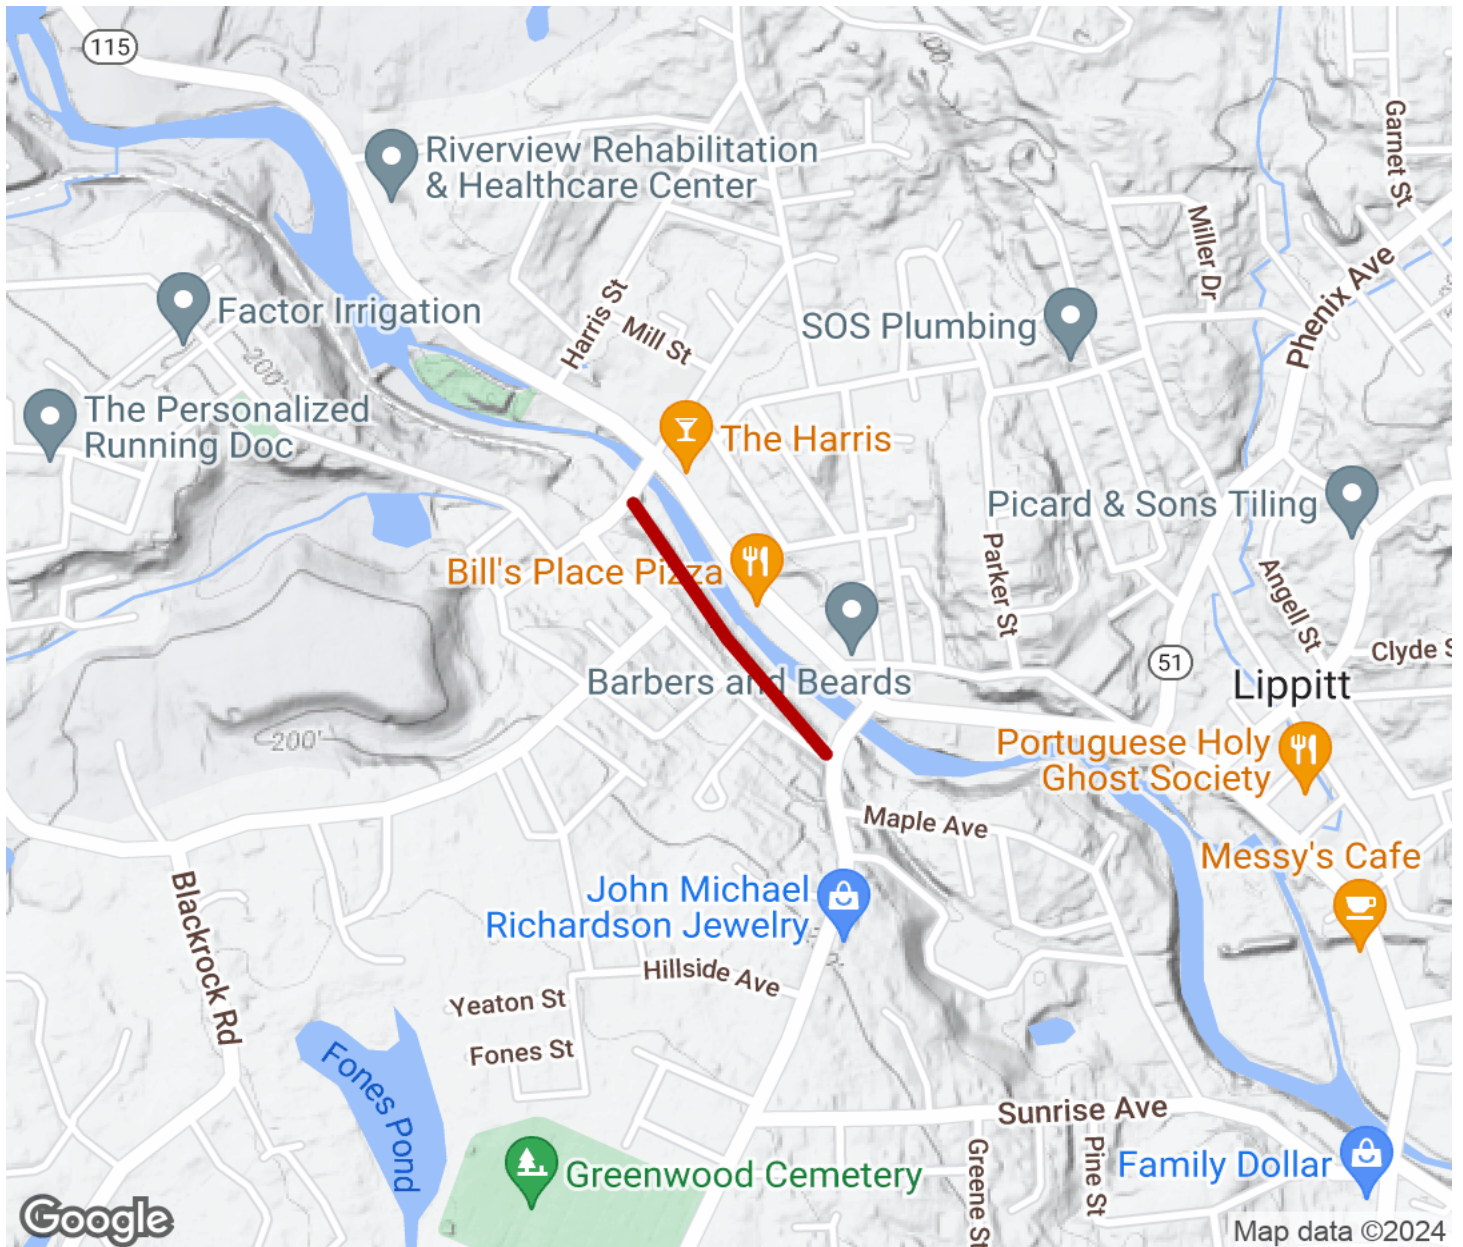 115
Riverview Rehabilitation
& Healthcare Center
Garnet St
Miller Dr
Phenix Ave
Factor Irrigation
Harris St
Mill St
SOS Plumbing
200'
The Personalized
Running Doc
The Harris
Picard & Sons Tiling
Bill's Place Pizza
Parker St
Angell St
Clyde S
51
Barbers and Beards
Lippitt
200'
Portuguese Holy
Ghost Society
Maple Ave
Messy's Cafe
Blackrock Rd
John Michael
Richardson Jewelry
Hillside Ave
Yeaton St
Fones St
Fones Pond
Sunrise Ave
Greene St
Pine St
Family Dollar
Greenwood Cemetery
Google
Map data ©2024